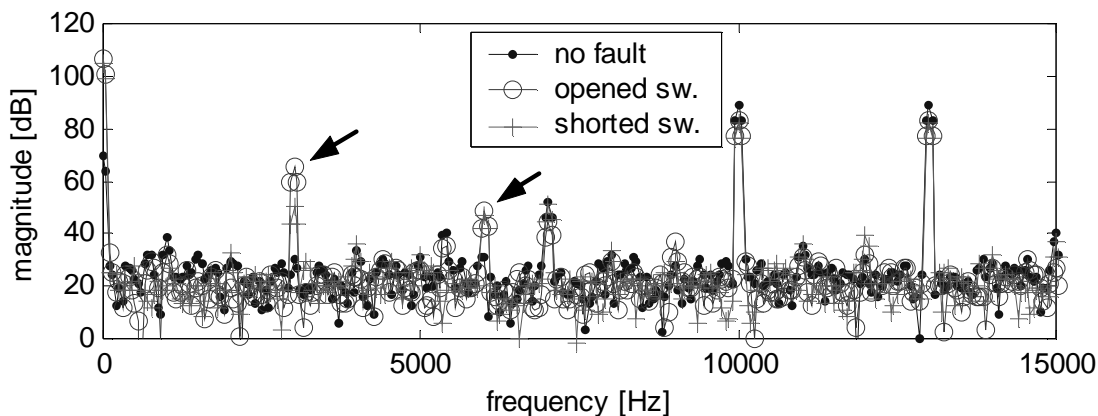 120
100
80
60
40
20
0
magnitude [dB]
no fault
opened sw.
shorted sw.
0 5000 10000 15000
frequency [Hz]